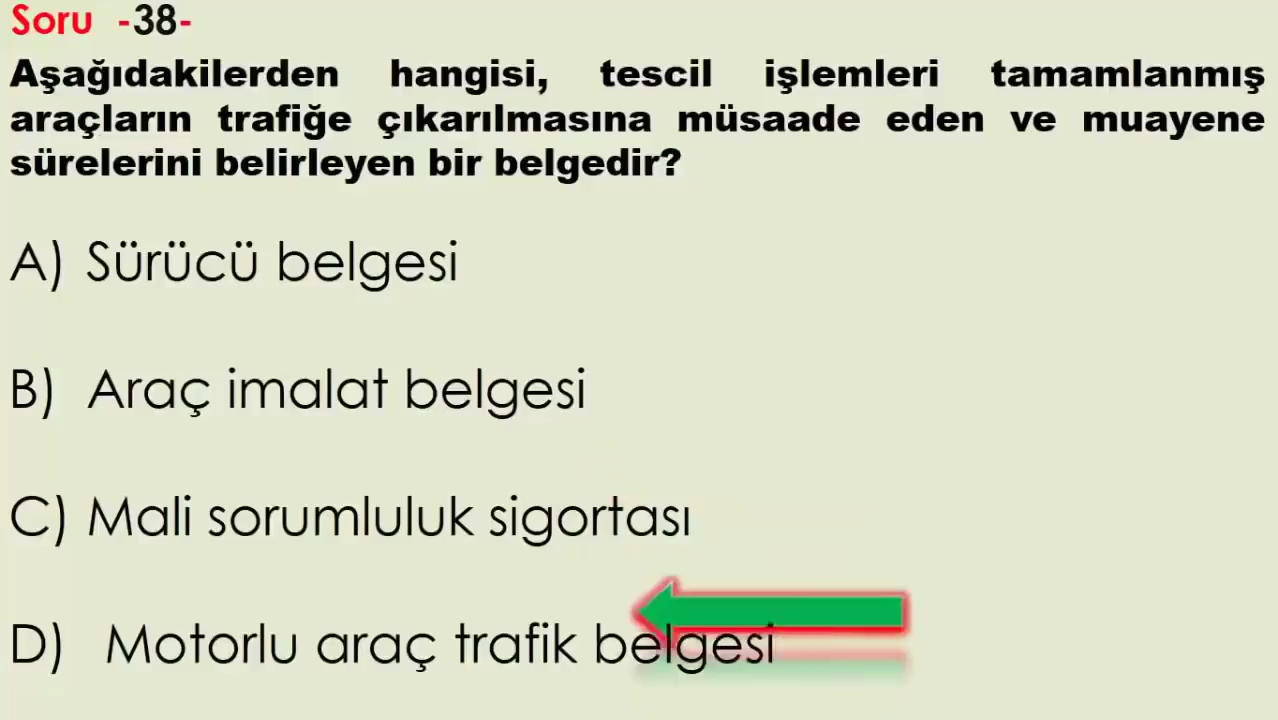 Soru -38-
Aşağıdakilerden hangisi, tescil işlemleri tamamlanmış
araçların trafiğe çıkarılmasına müsaade eden ve muayene
sürelerini belirleyen bir belgedir?
A) Sürücü belgesi
B) Araç imalat belgesi
C) Mali sorumluluk sigortası
D) Motorlu araç trafik belgesi